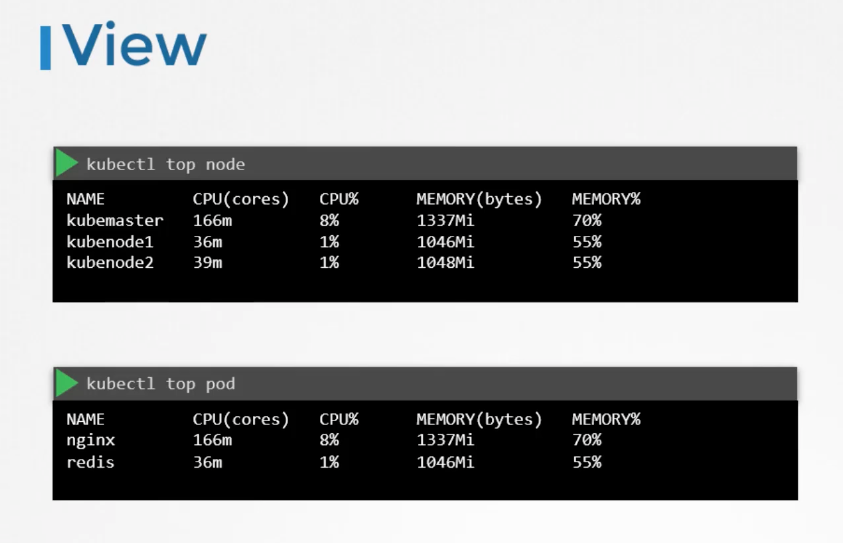 View
kubectl top node
NAME CPU(cores) CPU% MEMORY(bytes) MEMORY%
kubemaster 166m 8% 1337Mi 70%
kubenode1 36m 1% 1046Mi 55%
kubenode2 39m 1% 1048Mi 55%
kubectl top pod
NAME CPU(cores) CPU% MEMORY(bytes) MEMORY%
nginx 166m 8% 1337Mi 70%
redis 36m 1% 1046Mi 55%